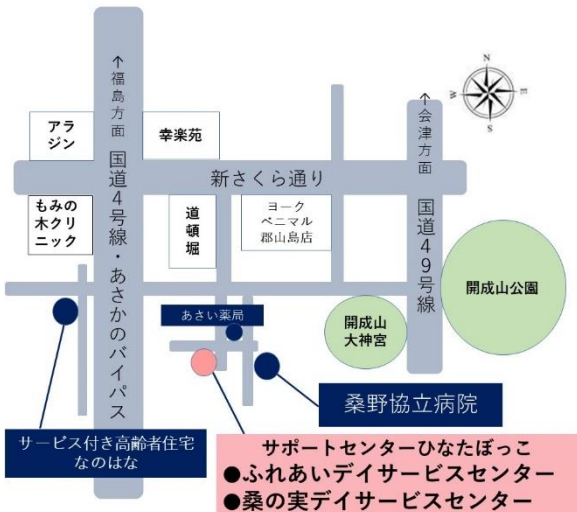 ↑福島方面
国道4号線・あさかのバイパス
↑会津方面
国道49号線
N
E
S
W
アラ
ジン
幸楽苑
新さくら通り
もみの
木クリ
ニック
道頓堀
ヨーク
ベニマル
郡山島店
開成山公園
あさい薬局
開成山
大神宮
桑野協立病院
サービス付き高齢者住宅
なのはな
サポートセンターひなたぼっこ
●ふれあいデイサービスセンター
●桑の実デイサービスセンター